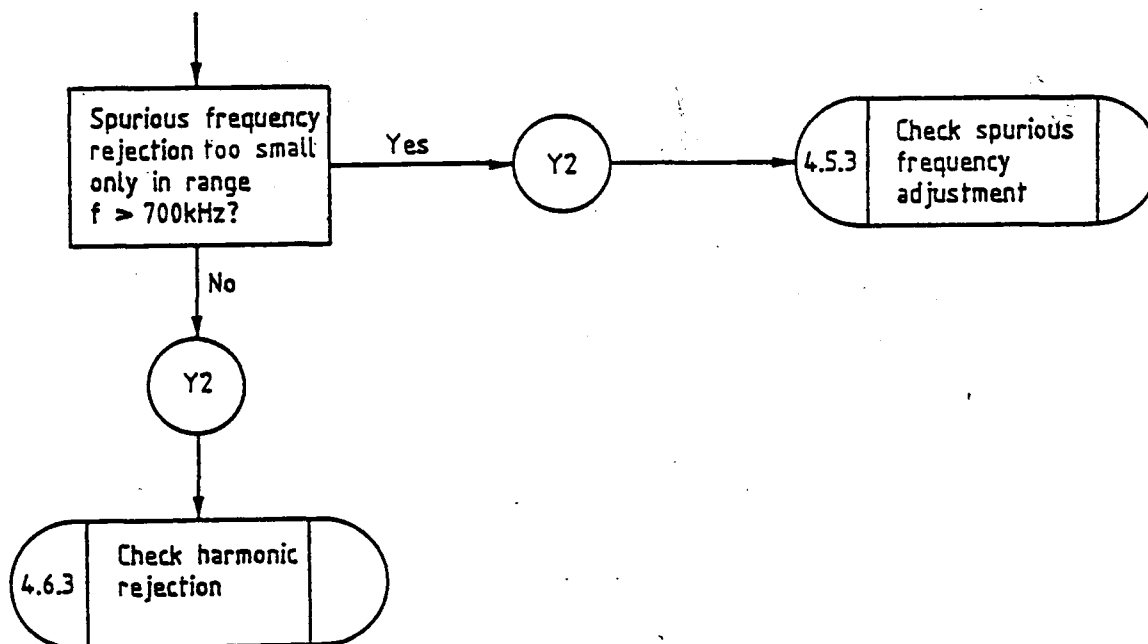 Spurious frequency
rejection too small
only in range
f > 700kHz?
Yes
Y2
4.5.3
Check spurious
frequency
adjustment
No
Y2
4.6.3
Check harmonic
rejection